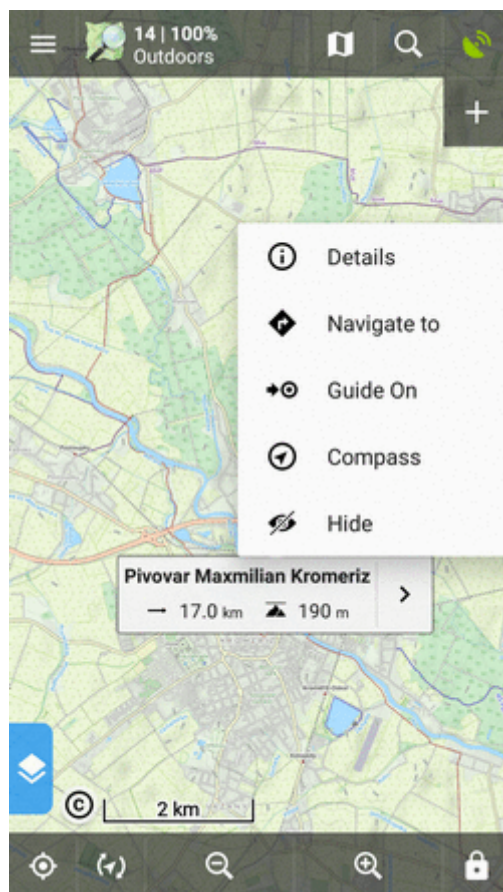 14 | 100%
Outdoors
Details
Navigate to
Guide On
Compass
Hide
Pivovar Maxmilian Kromeriz
17.0 km 190 m
© 2 km